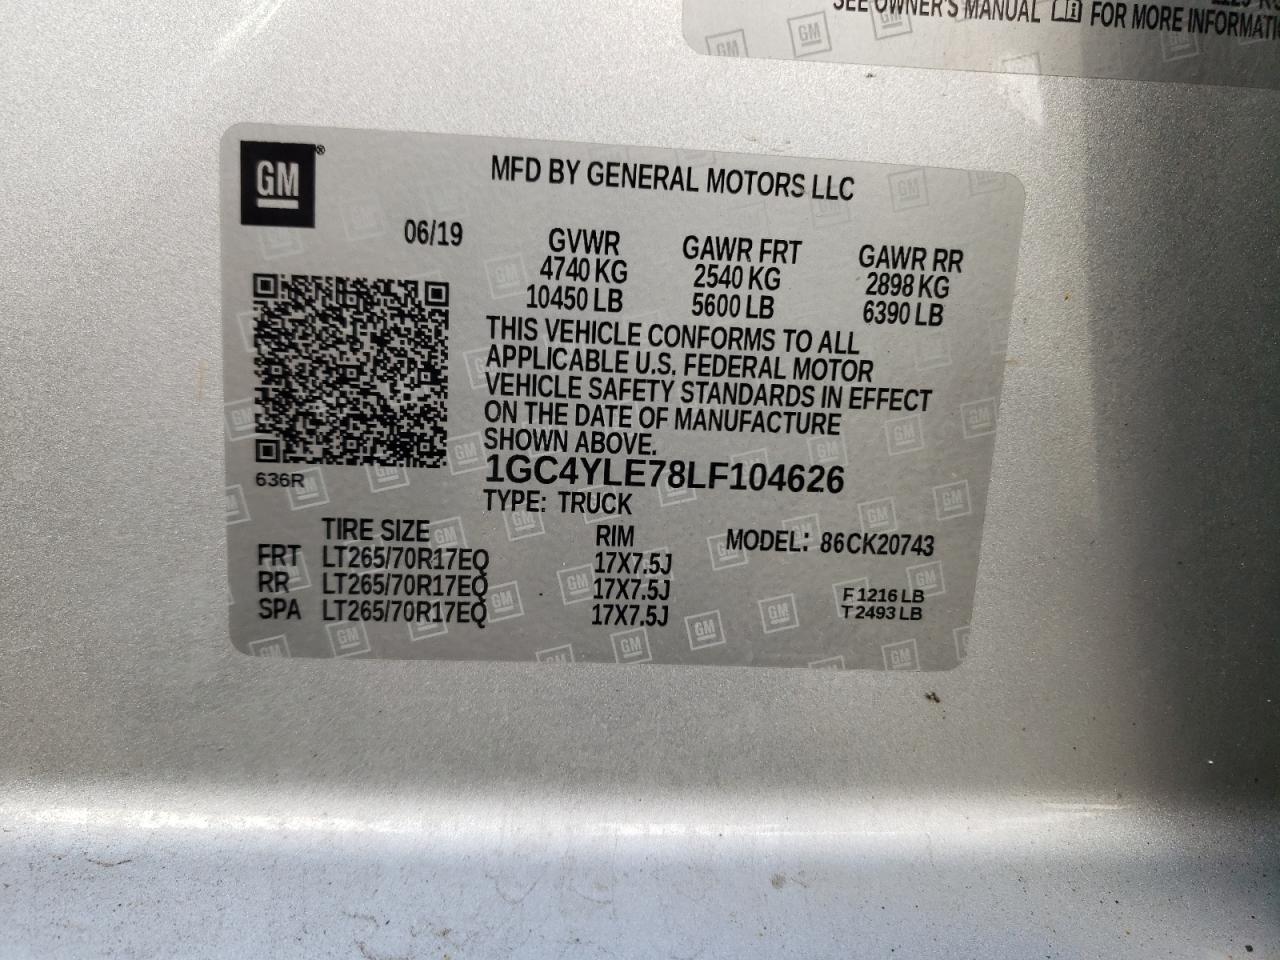 SEE OWNER'S MANUAL FOR MORE INFORMATI
GM®
MFD BY GENERAL MOTORS LLC
06/19
GVWR GAWR FRT GAWR RR
4740 KG 2540 KG 2898 KG
10450 LB 5600 LB 6390 LB
THIS VEHICLE CONFORMS TO ALL
APPLICABLE U.S. FEDERAL MOTOR
VEHICLE SAFETY STANDARDS IN EFFECT
ON THE DATE OF MANUFACTURE
SHOWN ABOVE.
636R
1GC4YLE78LF104626
TYPE: TRUCK
TIRE SIZE RIM MODEL: 86CK20743
FRT LT265/70R17EQ 17X7.5J
RR LT265/70R17EQ 17X7.5J F1216 LB
SPA LT265/70R17EQ 17X7.5J T2493 LB